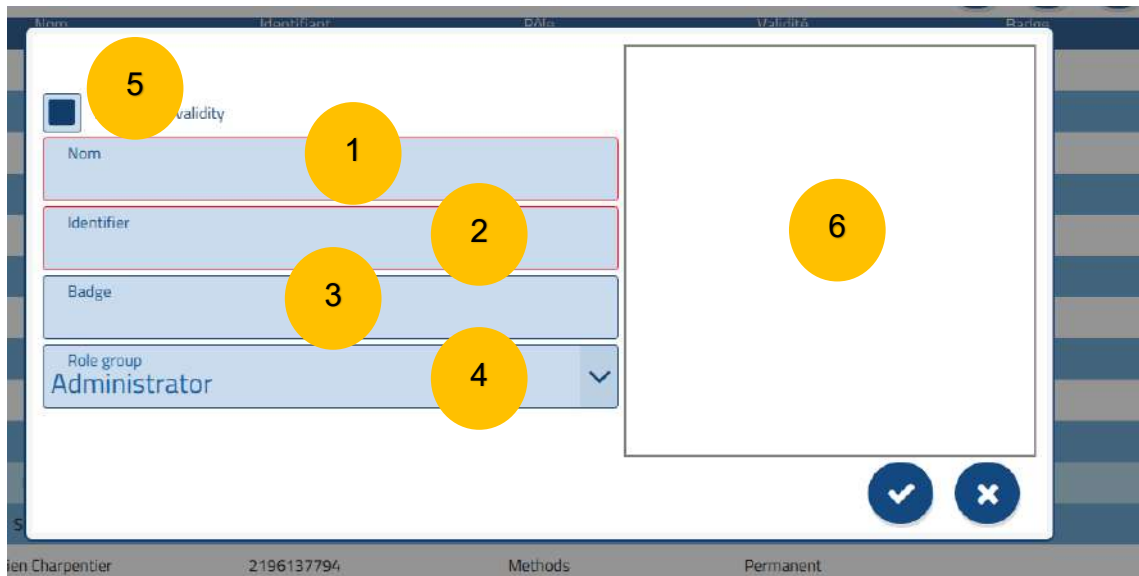 Nom Identifiant Rôle Validité Badge
5
validity
Nom
1
Identifier
2
Badge
3
Role group
Administrator
4
6
S
ien Charpentier 2196137794 Methods Permanent